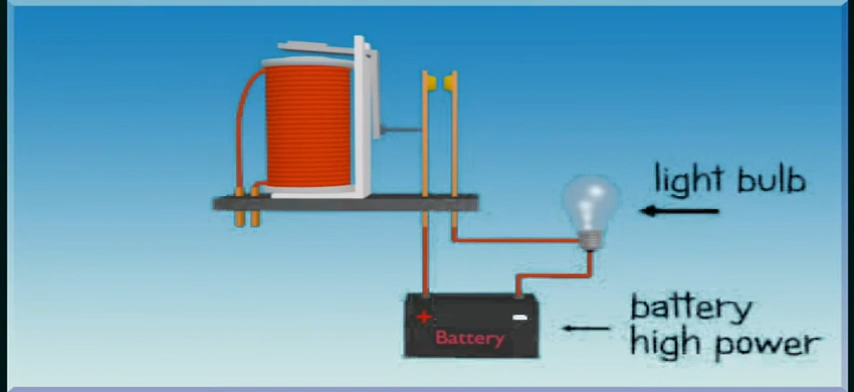 light bulb
+
Battery
battery
high power